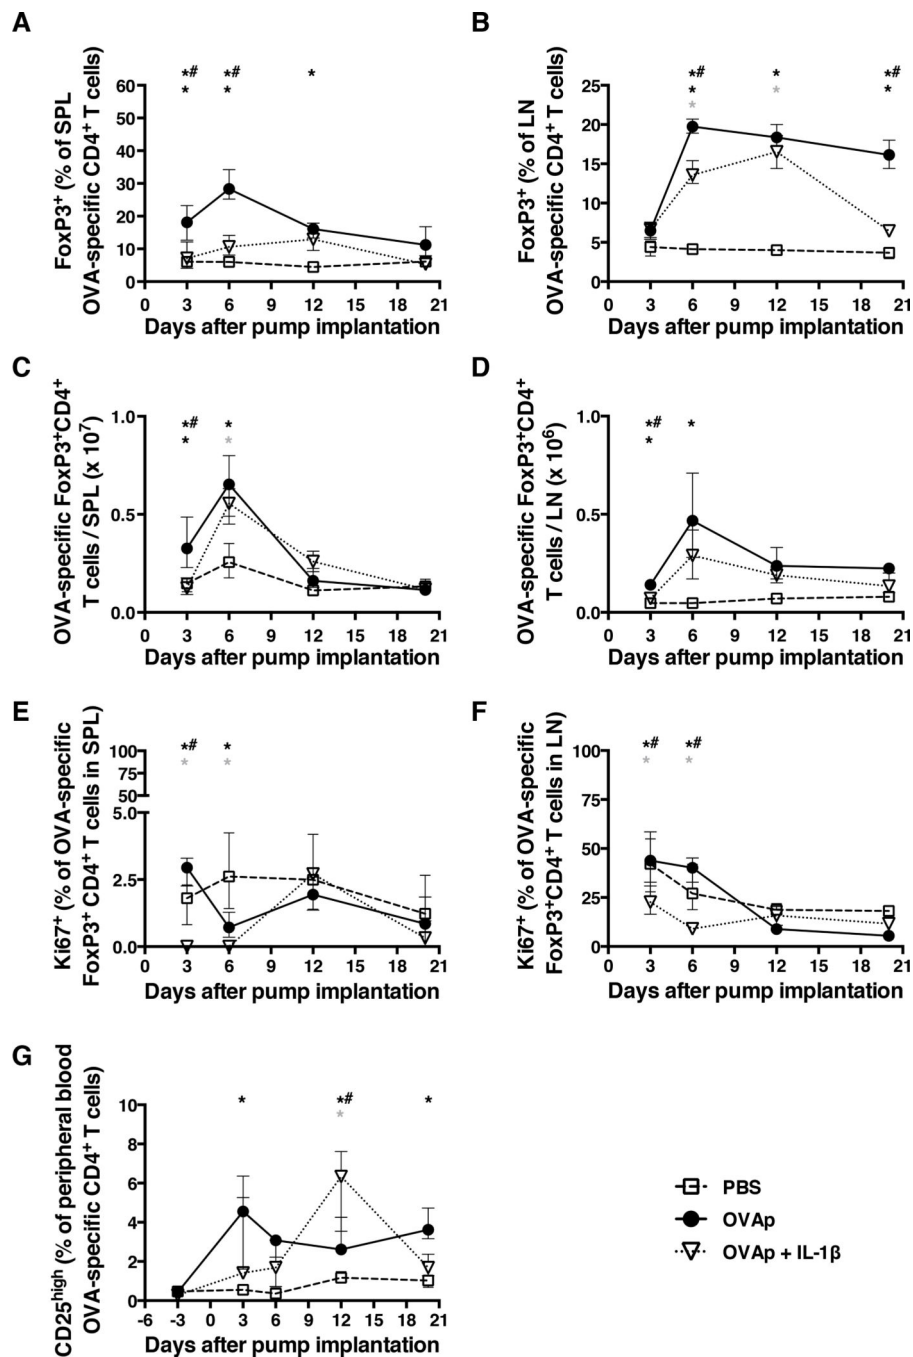 A
FoxP3⁺ (% of SPL
OVA-specific CD4⁺ T cells)
*# *# *
* *
60
50
40
30
20
10
0
0 3 6 9 12 15 18 21
Days after pump implantation
B
FoxP3⁺ (% of LN
OVA-specific CD4⁺ T cells)
*# * *#
* * *
*
25
20
15
10
5
0
0 3 6 9 12 15 18 21
Days after pump implantation
C
OVA-specific FoxP3⁺CD4⁺
T cells / SPL (x 10⁷)
*# *
* *
1.0
0.5
0.0
0 3 6 9 12 15 18 21
Days after pump implantation
D
OVA-specific FoxP3⁺CD4⁺
T cells / LN (x 10⁶)
*# *
*
1.0
0.5
0.0
0 3 6 9 12 15 18 21
Days after pump implantation
E
Ki67⁺ (% of OVA-specific
FoxP3⁺ CD4⁺ T cells in SPL)
*# *
* *
100
75
50
5.0
2.5
0.0
0 3 6 9 12 15 18 21
Days after pump implantation
F
Ki67⁺ (% of OVA-specific
FoxP3⁺CD4⁺ T cells in LN)
*# *#
* *
100
75
50
25
0
0 3 6 9 12 15 18 21
Days after pump implantation
G
CD25ʰⁱᵍʰ (% of peripheral blood
OVA-specific CD4⁺ T cells)
* *# *
*
10
8
6
4
2
0
-6 -3 0 3 6 9 12 15 18 21
Days after pump implantation
PBS
OVAp
OVAp + IL-1β